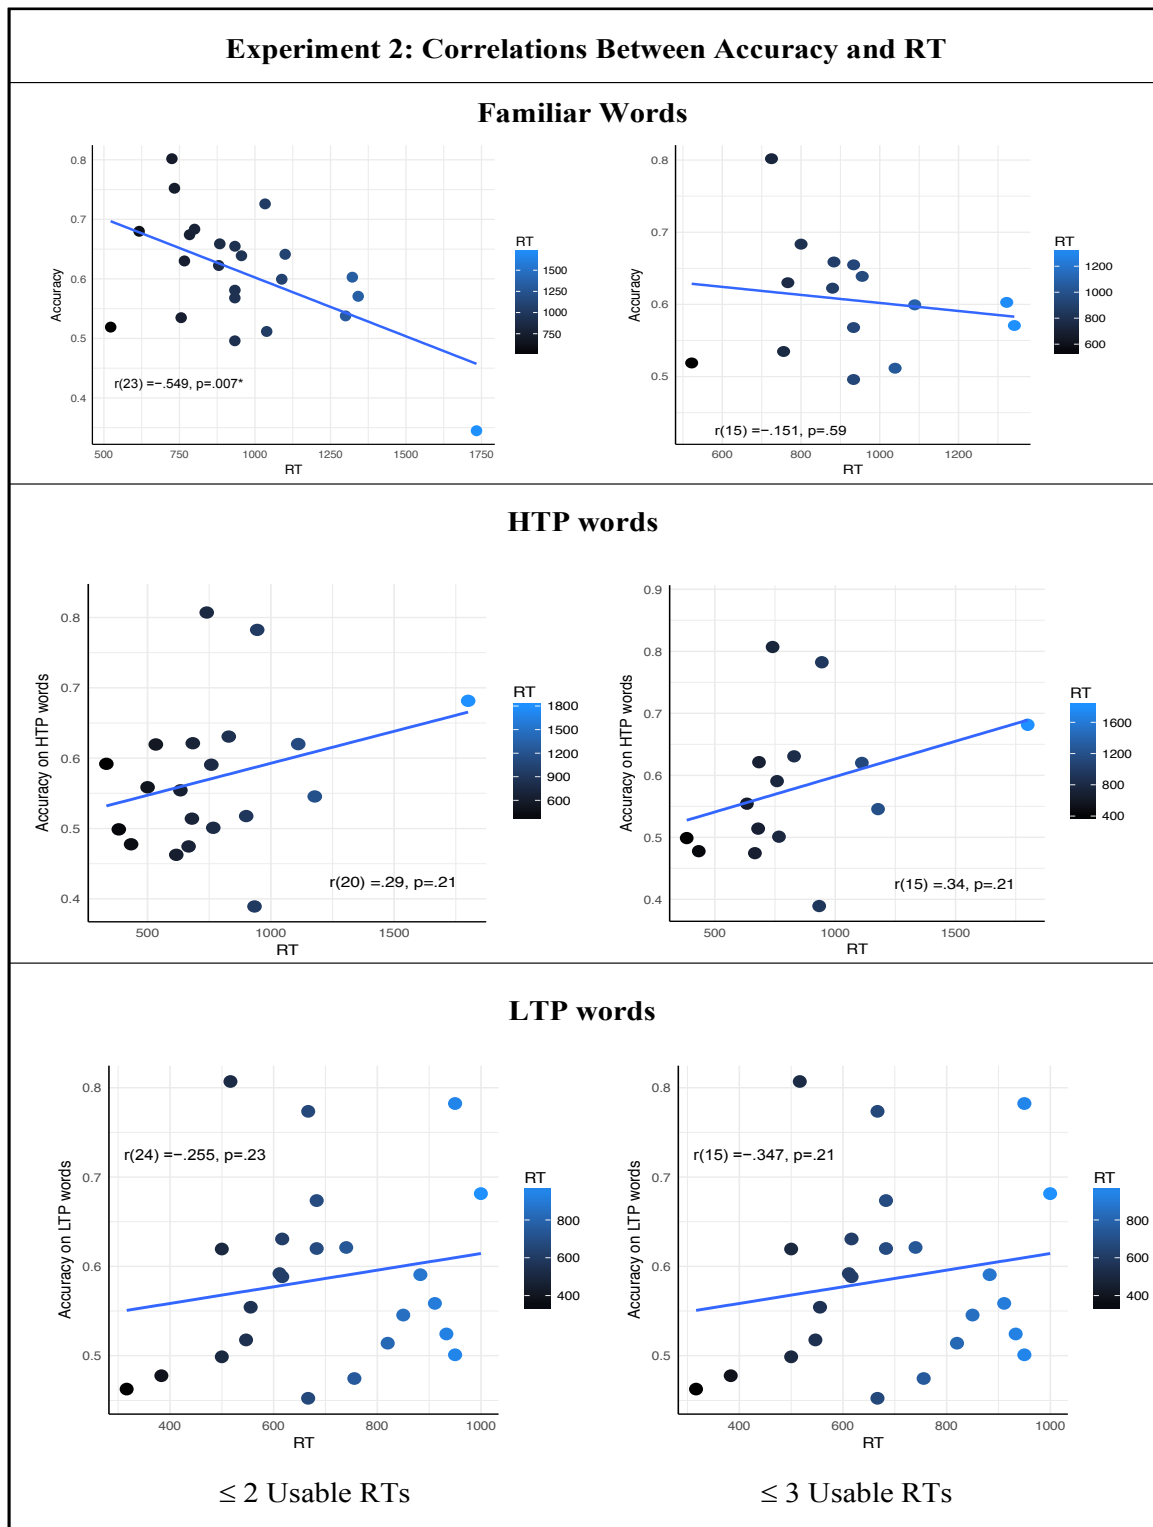 Experiment 2: Correlations Between Accuracy and RT
Familiar Words
0.8
0.7
0.6
0.5
0.4
Accuracy
r(23) =−.549, p=.007*
500 750 1000 1250 1500 1750
RT
RT
1500
1250
1000
750
0.8
0.7
0.6
0.5
Accuracy
r(15) =−.151, p=.59
600 800 1000 1200
RT
RT
1200
1000
800
600
HTP words
0.8
0.7
0.6
0.5
0.4
Accuracy on HTP words
r(20) =.29, p=.21
500 1000 1500
RT
RT
1800
1500
1200
900
600
0.9
0.8
0.7
0.6
0.5
0.4
Accuracy on HTP words
r(15) =.34, p=.21
500 1000 1500
RT
RT
1600
1200
800
400
LTP words
0.8
0.7
0.6
0.5
Accuracy on LTP words
r(24) =−.255, p=.23
400 600 800 1000
RT
RT
800
600
400
0.8
0.7
0.6
0.5
Accuracy on LTP words
r(15) =−.347, p=.21
400 600 800 1000
RT
RT
800
600
400
≤ 2 Usable RTs
≤ 3 Usable RTs